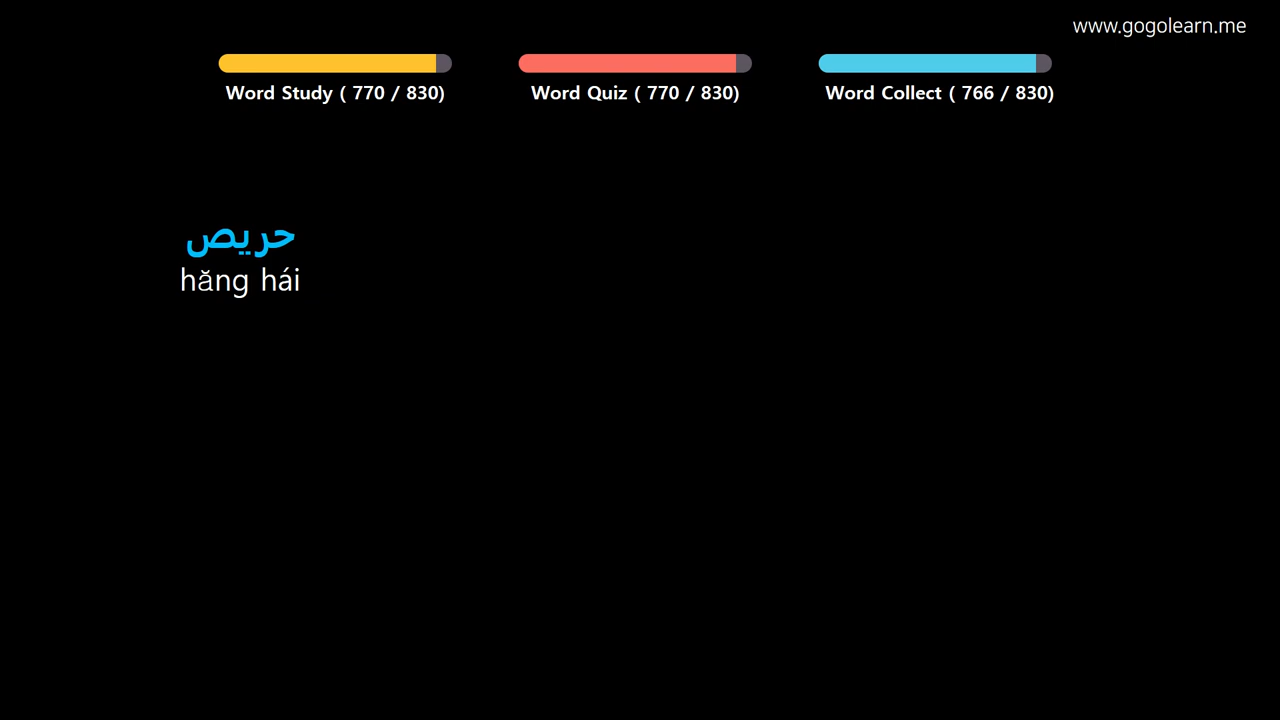 www.gogolearn.me
Word Study ( 770 / 830)
Word Quiz ( 770 / 830)
Word Collect ( 766 / 830)
حريص
hăng hái